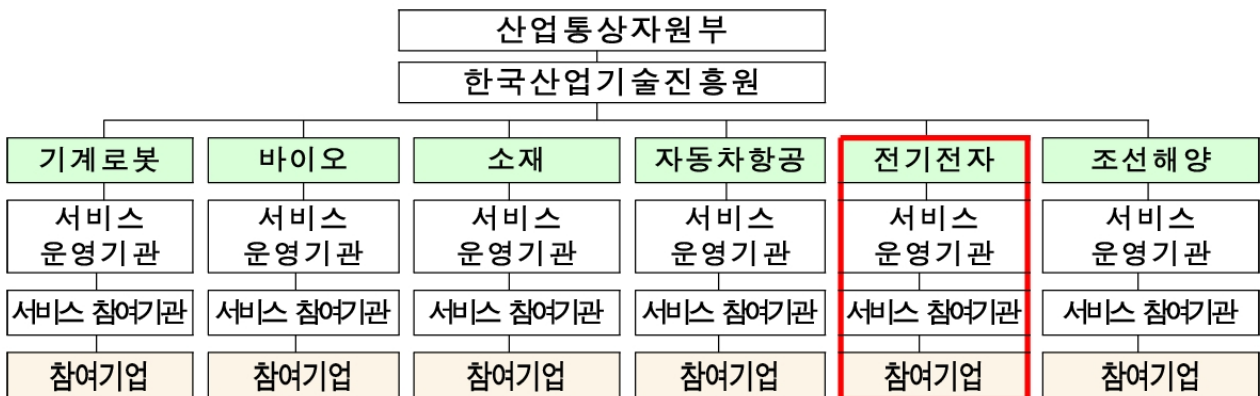 산업통상자원부
한국산업기술진흥원
기계로봇 바이오 소재 자동차항공 전기전자 조선해양
서비스 서비스 서비스 서비스 서비스 서비스
운영기관 운영기관 운영기관 운영기관 운영기관 운영기관
서비스 참여기관 서비스 참여기관 서비스 참여기관 서비스 참여기관 서비스 참여기관 서비스 참여기관
참여기업 참여기업 참여기업 참여기업 참여기업 참여기업